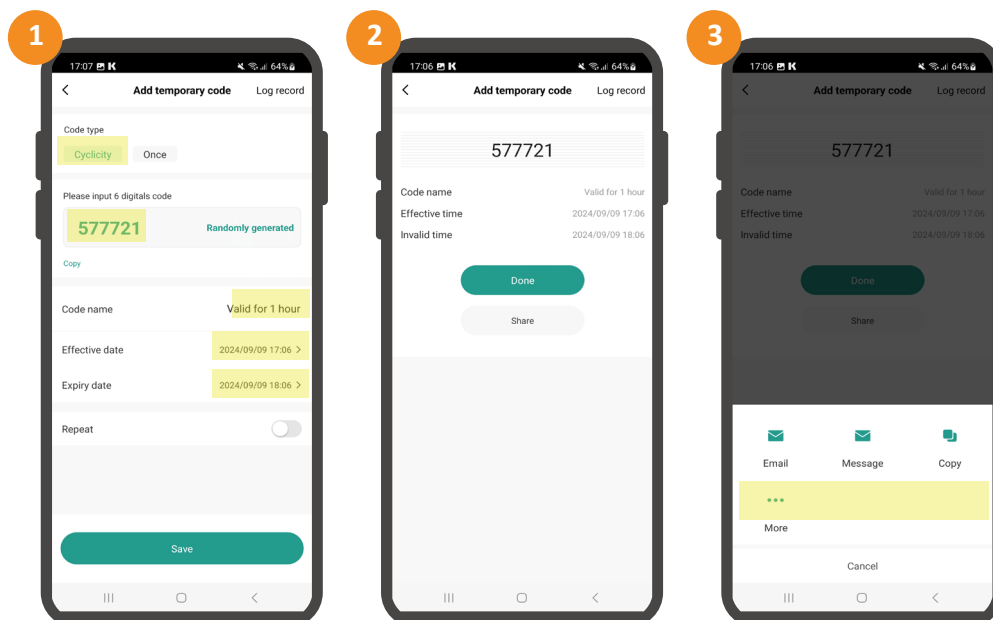 1
17:07 K 64%
Add temporary code Log record
Code type
Cyclicity Once
Please input 6 digitals code
577721 Randomly generated
Copy
Code name Valid for 1 hour
Effective date 2024/09/09 17:06 >
Expiry date 2024/09/09 18:06 >
Repeat
Save
2
17:06 K 64%
Add temporary code Log record
577721
Code name Valid for 1 hour
Effective time 2024/09/09 17:06
Invalid time 2024/09/09 18:06
Done
Share
3
17:06 K 64%
Add temporary code Log record
577721
Code name Valid for 1 hour
Effective time 2024/09/09 17:06
Invalid time 2024/09/09 18:06
Done
Share
Email Message Copy
More
Cancel